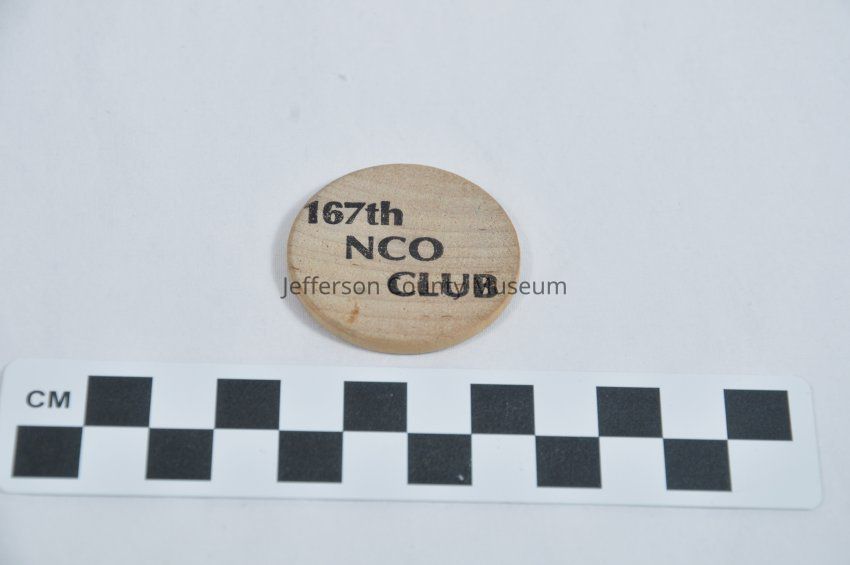 167th
NCO
CLUB
Jefferson County Museum
CM